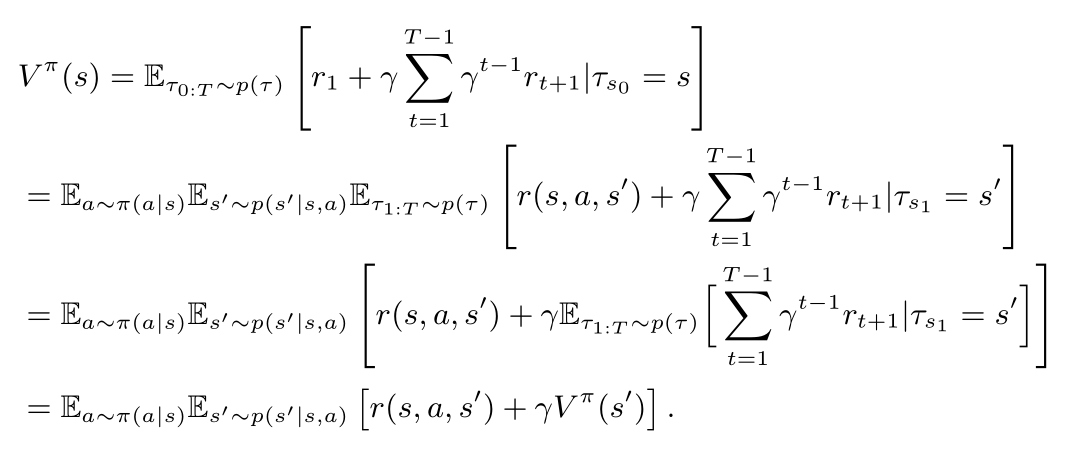 V^π(s) = 𝔼_{τ_{0:T}∼p(τ)} [ r_1 + γ ∑_{t=1}^{T−1} γ^{t−1} r_{t+1} | τ_{s_0} = s ]
= 𝔼_{a∼π(a|s)} 𝔼_{s′∼p(s′|s,a)} 𝔼_{τ_{1:T}∼p(τ)} [ r(s, a, s′) + γ ∑_{t=1}^{T−1} γ^{t−1} r_{t+1} | τ_{s_1} = s′ ]
= 𝔼_{a∼π(a|s)} 𝔼_{s′∼p(s′|s,a)} [ r(s, a, s′) + γ 𝔼_{τ_{1:T}∼p(τ)} [ ∑_{t=1}^{T−1} γ^{t−1} r_{t+1} | τ_{s_1} = s′ ] ]
= 𝔼_{a∼π(a|s)} 𝔼_{s′∼p(s′|s,a)} [ r(s, a, s′) + γ V^π(s′) ] .